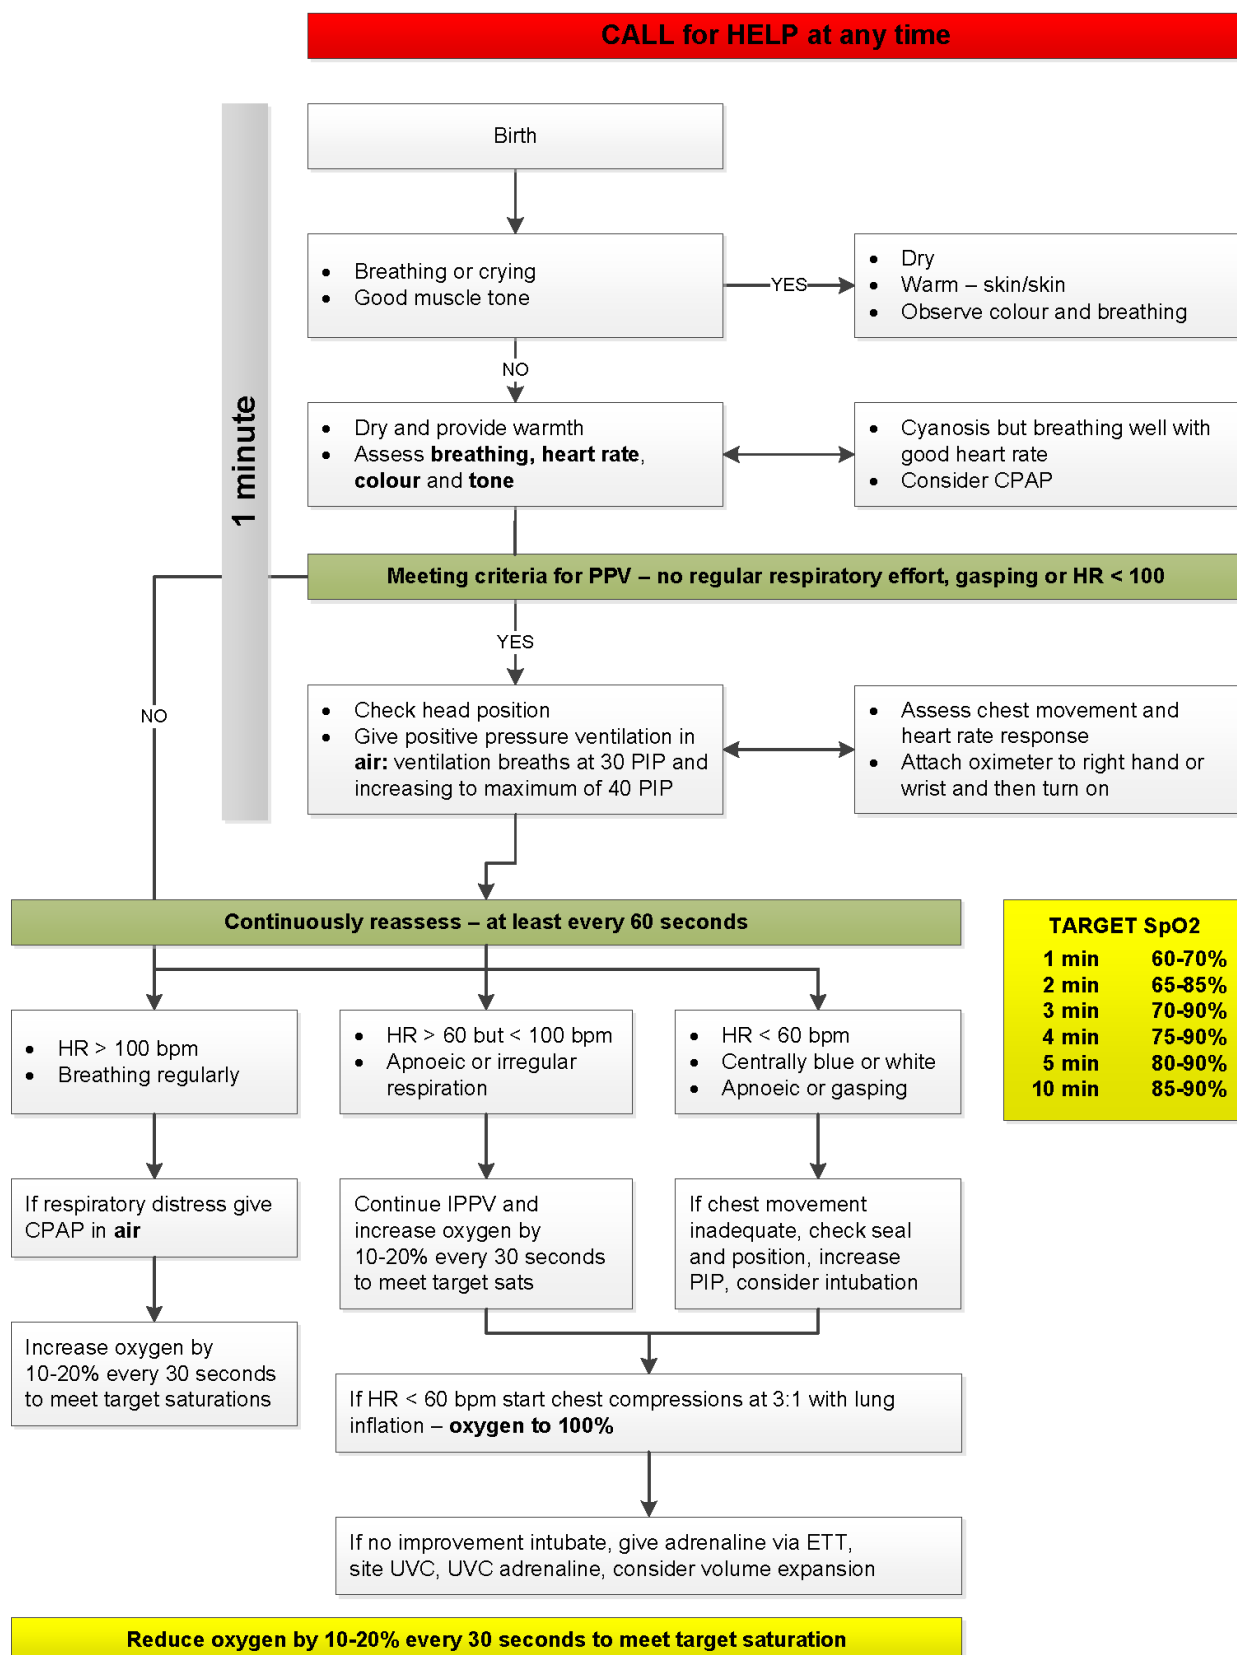 CALL for HELP at any time
1 minute
Birth
• Breathing or crying
• Good muscle tone
YES
• Dry
• Warm – skin/skin
• Observe colour and breathing
NO
• Dry and provide warmth
• Assess breathing, heart rate,
colour and tone
• Cyanosis but breathing well with
good heart rate
• Consider CPAP
Meeting criteria for PPV – no regular respiratory effort, gasping or HR < 100
YES
NO
• Check head position
• Give positive pressure ventilation in
air: ventilation breaths at 30 PIP and
increasing to maximum of 40 PIP
• Assess chest movement and
heart rate response
• Attach oximeter to right hand or
wrist and then turn on
Continuously reassess – at least every 60 seconds
TARGET SpO2
1 min 60-70%
2 min 65-85%
3 min 70-90%
4 min 75-90%
5 min 80-90%
10 min 85-90%
• HR > 100 bpm
• Breathing regularly
• HR > 60 but < 100 bpm
• Apnoeic or irregular
respiration
• HR < 60 bpm
• Centrally blue or white
• Apnoeic or gasping
If respiratory distress give
CPAP in air
Continue IPPV and
increase oxygen by
10-20% every 30 seconds
to meet target sats
If chest movement
inadequate, check seal
and position, increase
PIP, consider intubation
Increase oxygen by
10-20% every 30 seconds
to meet target saturations
If HR < 60 bpm start chest compressions at 3:1 with lung
inflation – oxygen to 100%
If no improvement intubate, give adrenaline via ETT,
site UVC, UVC adrenaline, consider volume expansion
Reduce oxygen by 10-20% every 30 seconds to meet target saturation